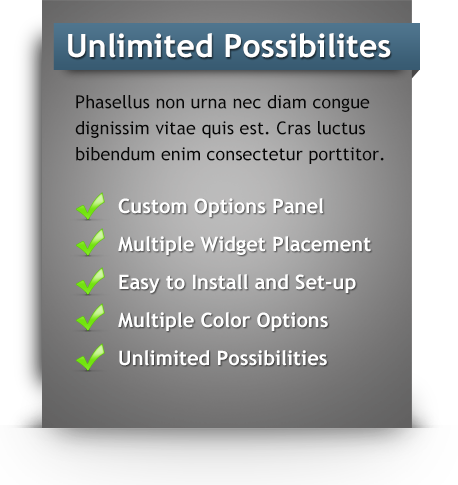 Unlimited Possibilites
Phasellus non urna nec diam congue
dignissim vitae quis est. Cras luctus
bibendum enim consectetur porttitor.
Custom Options Panel
Multiple Widget Placement
Easy to Install and Set-up
Multiple Color Options
Unlimited Possibilities